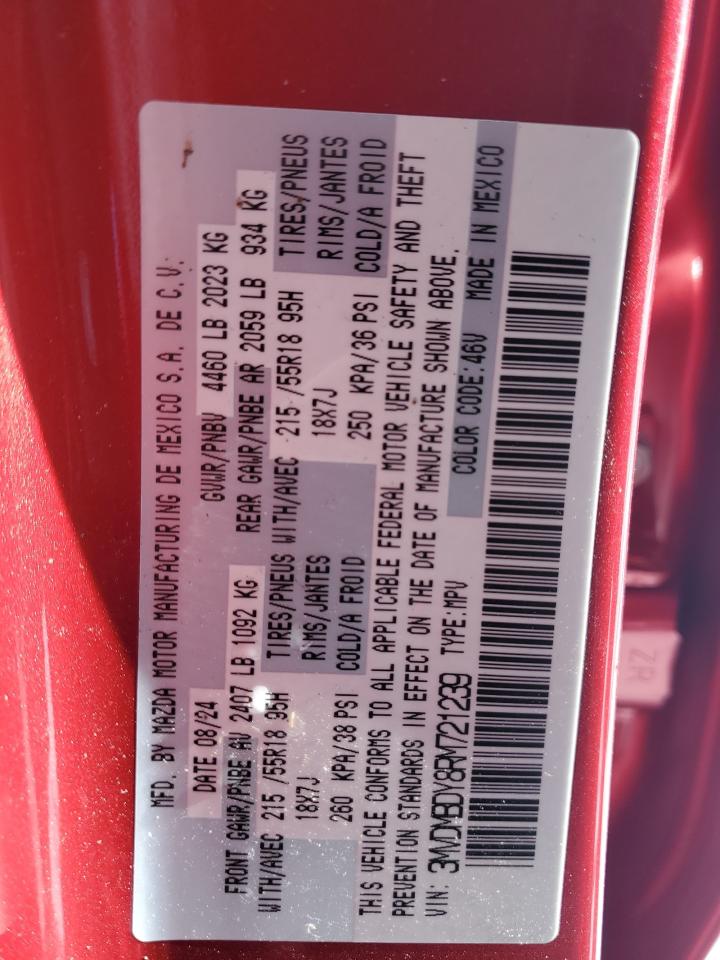 MFD. BY MAZDA MOTOR MANUFACTURING DE MEXICO S.A. DE C.V.
DATE 08/'24 GVWR/PNBV 4460 LB 2023 KG
FRONT GAWR/PNBE AV 2407 LB 1092 KG REAR GAWR/PNBE AR 2059 LB 934 KG
WITH/AVEC 215 /55R18 95H TIRES/PNEUS WITH/AVEC 215 /55R18 95H TIRES/PNEUS
18X7J RIMS/JANTES 18X7J RIMS/JANTES
260 KPA/38 PSI COLD/A FROID 250 KPA/36 PSI COLD/A FROID
THIS VEHICLE CONFORMS TO ALL APPLICABLE FEDERAL MOTOR VEHICLE SAFETY AND THEFT
PREVENTION STANDARDS IN EFFECT ON THE DATE OF MANUFACTURE SHOWN ABOVE.
VIN: 3MVDMBDY8RM721239 TYPE:MPV COLOR CODE:46V MADE IN MEXICO
ZR